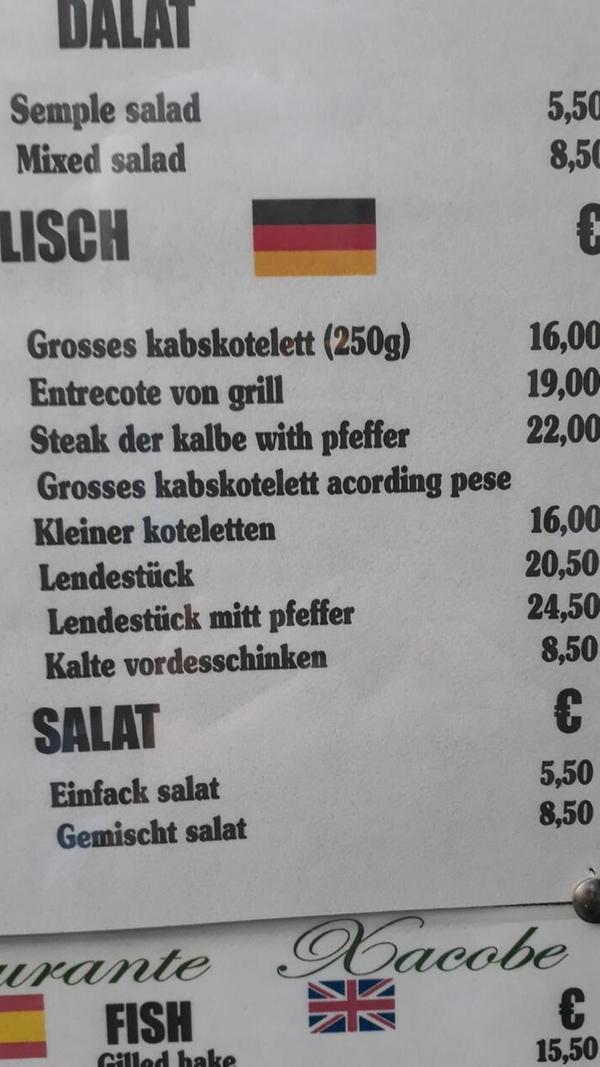 DALAT
Semple salad 5,50
Mixed salad 8,50
LISCH €
Grosses kabskotelett (250g) 16,00
Entrecote von grill 19,00
Steak der kalbe with pfeffer 22,00
Grosses kabskotelett acording pese
Kleiner koteletten 16,00
Lendestück 20,50
Lendestück mitt pfeffer 24,50
Kalte vordesschinken 8,50
SALAT €
Einfack salat 5,50
Gemischt salat 8,50
urante Xacobe
FISH €
Gilled hake 15,50